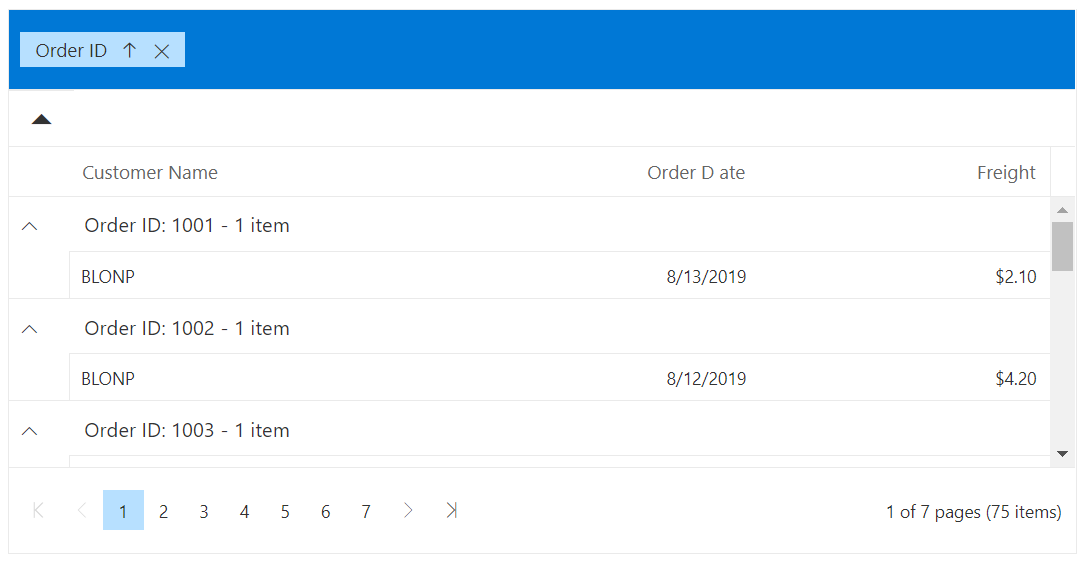 Order ID
Customer Name Order D ate Freight
Order ID: 1001 - 1 item
BLONP 8/13/2019 $2.10
Order ID: 1002 - 1 item
BLONP 8/12/2019 $4.20
Order ID: 1003 - 1 item
1 2 3 4 5 6 7 1 of 7 pages (75 items)